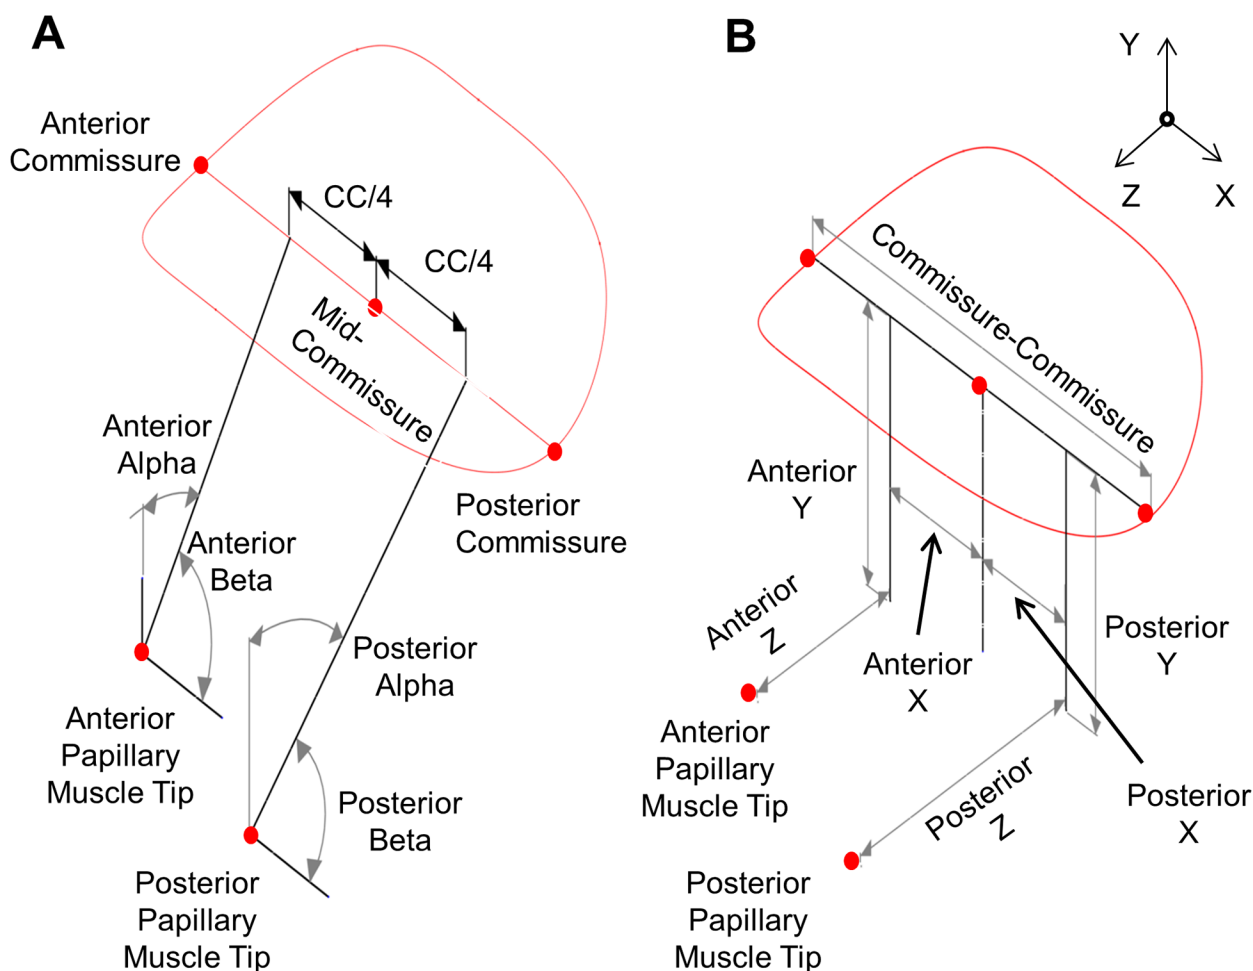 A
Anterior
Commissure
CC/4
CC/4
Mid-
Commissure
Anterior
Alpha
Posterior
Commissure
Anterior
Beta
Posterior
Alpha
Anterior
Papillary
Muscle Tip
Posterior
Beta
Posterior
Papillary
Muscle Tip
B
Y
Z
X
Commissure-Commissure
Anterior
Y
Anterior
Z
Anterior
X
Posterior
Y
Anterior
Papillary
Muscle Tip
Posterior
Z
Posterior
X
Posterior
Papillary
Muscle Tip